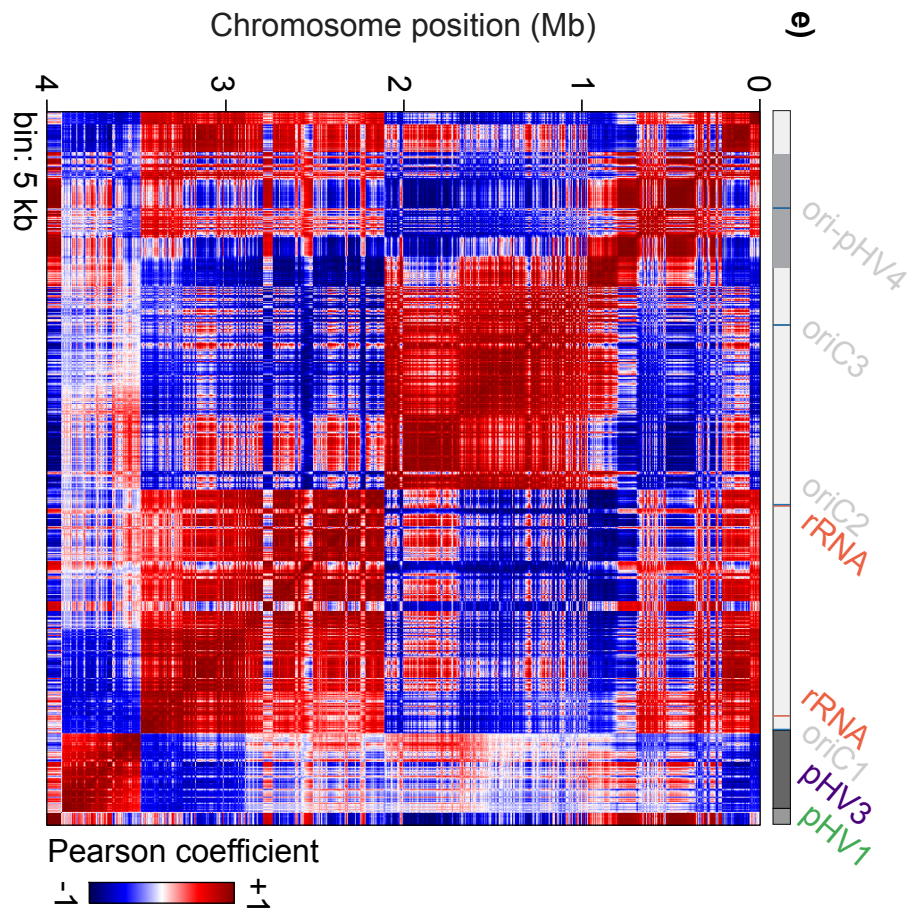 e)
Chromosome position (Mb)
4
3
2
1
0
bin: 5 kb
ori-pHV4
oriC3
oriC2
rRNA
rRNA
oriC1
pHV3
pHV1
Pearson coefficient
-1
+1